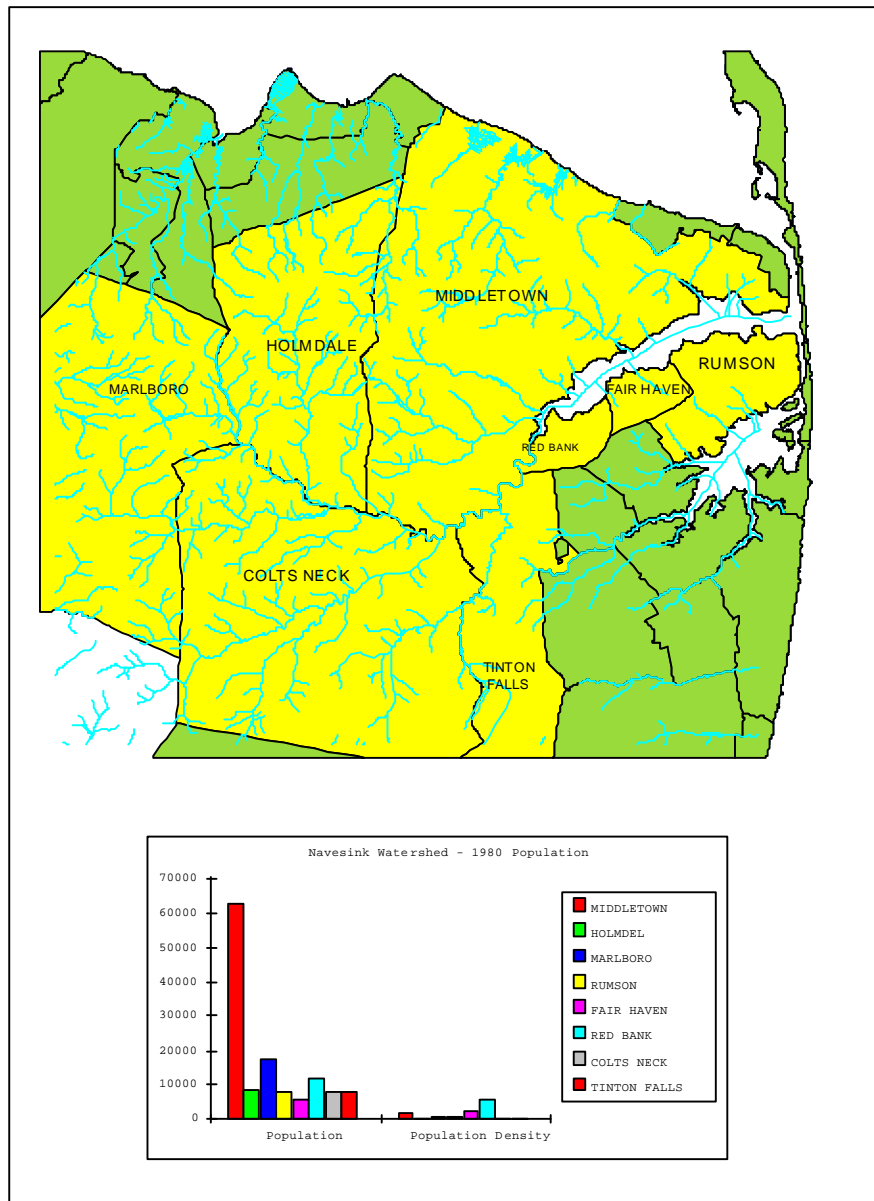 MIDDLETOWN
HOLMDALE
RUMSON
MARLBORO
FAIR HAVEN
RED BANK
COLTS NECK
TINTON
FALLS
Navesink Watershed - 1980 Population
70000
60000
50000
40000
30000
20000
10000
0
Population
Population Density
MIDDLETOWN
HOLMDEL
MARLBORO
RUMSON
FAIR HAVEN
RED BANK
COLTS NECK
TINTON FALLS